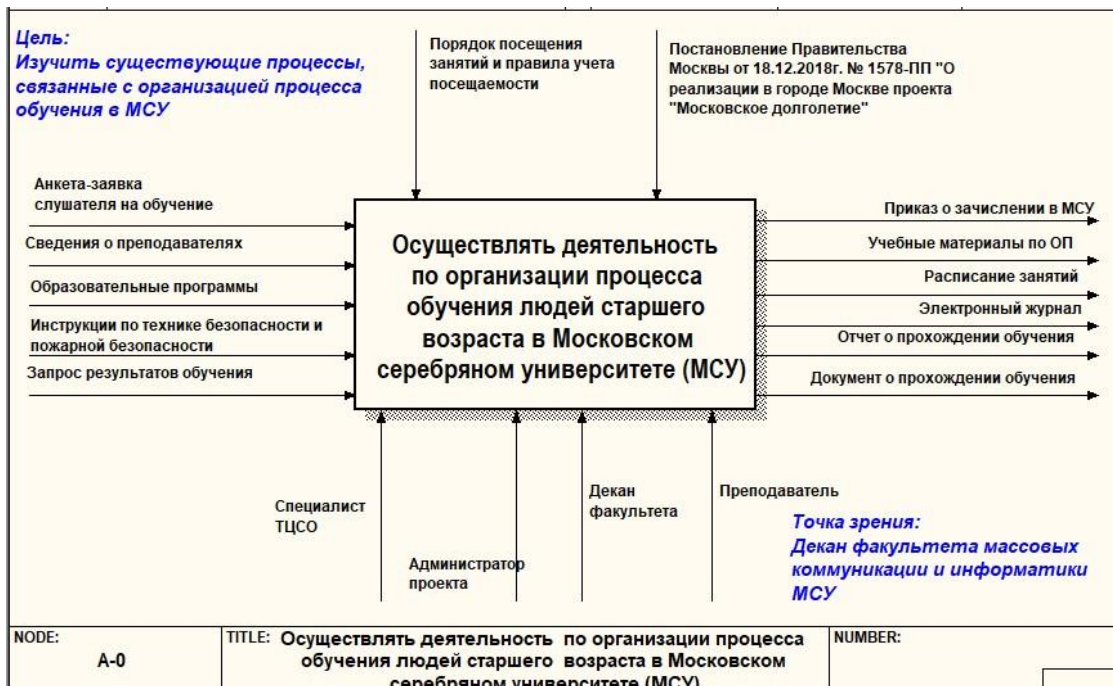 Цель:
Изучить существующие процессы,
связанные с организацией процесса
обучения в МСУ
Порядок посещения
занятий и правила учета
посещаемости
Постановление Правительства
Москвы от 18.12.2018г. № 1578-ПП "О
реализации в городе Москве проекта
"Московское долголетие"
Анкета-заявка
слушателя на обучение
Сведения о преподавателях
Образовательные программы
Инструкции по технике безопасности и
пожарной безопасности
Запрос результатов обучения
Осуществлять деятельность
по организации процесса
обучения людей старшего
возраста в Московском
серебряном университете (МСУ)
Приказ о зачислении в МСУ
Учебные материалы по ОП
Расписание занятий
Электронный журнал
Отчет о прохождении обучения
Документ о прохождении обучения
Специалист
ТЦСО
Администратор
проекта
Декан
факультета
Преподаватель
Точка зрения:
Декан факультета массовых
коммуникации и информатики
МСУ
NODE:
A-0
TITLE: Осуществлять деятельность по организации процесса
обучения людей старшего возраста в Московском
серебряном университете (МСУ)
NUMBER: